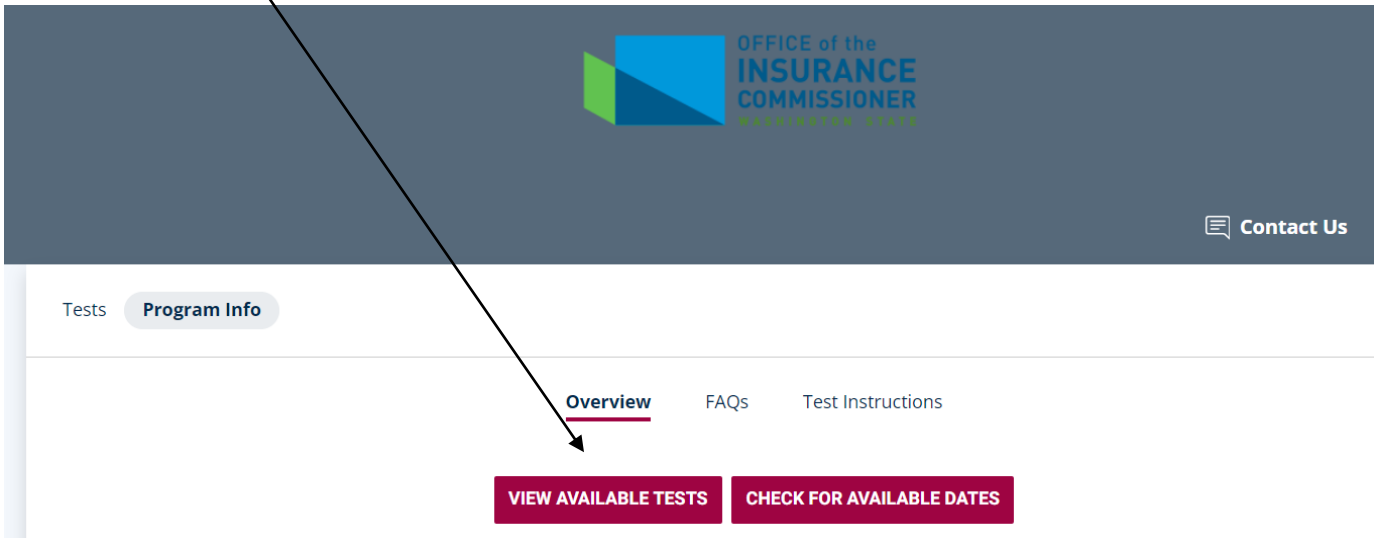 OFFICE of the
INSURANCE
COMMISSIONER
WASHINGTON STATE
Contact Us
Tests Program Info
Overview FAQs Test Instructions
VIEW AVAILABLE TESTS CHECK FOR AVAILABLE DATES